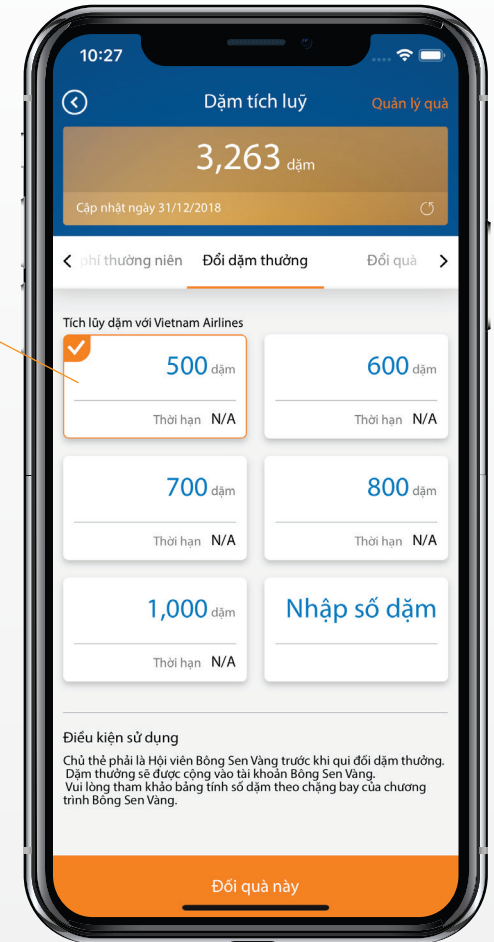 10:27
Dặm tích luỹ
Quản lý quà
3,263 dặm
Cập nhật ngày 31/12/2018
phí thường niên
Đổi dặm thưởng
Đổi quà
Tích lũy dặm với Vietnam Airlines
500 dặm
600 dặm
Thời hạn N/A
Thời hạn N/A
700 dặm
800 dặm
Thời hạn N/A
Thời hạn N/A
1,000 dặm
Nhập số dặm
Thời hạn N/A
Điều kiện sử dụng
Chủ thẻ phải là Hội viên Bông Sen Vàng trước khi qui đổi dặm thưởng.
Dặm thưởng sẽ được cộng vào tài khoản Bông Sen Vàng.
Vui lòng tham khảo bảng tính số dặm theo chặng bay của chương
trình Bông Sen Vàng.
Đối quà này